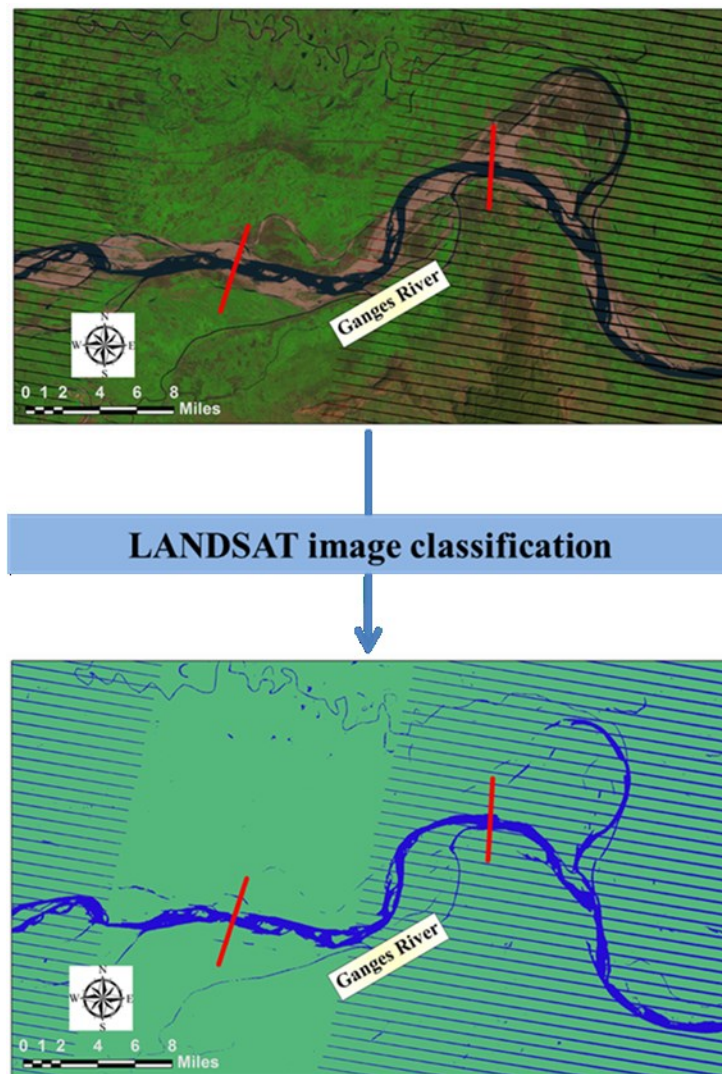 Ganges River
N
W E
S
0 1 2 4 6 8
Miles
LANDSAT image classification
Ganges River
N
W E
S
0 1 2 4 6 8
Miles